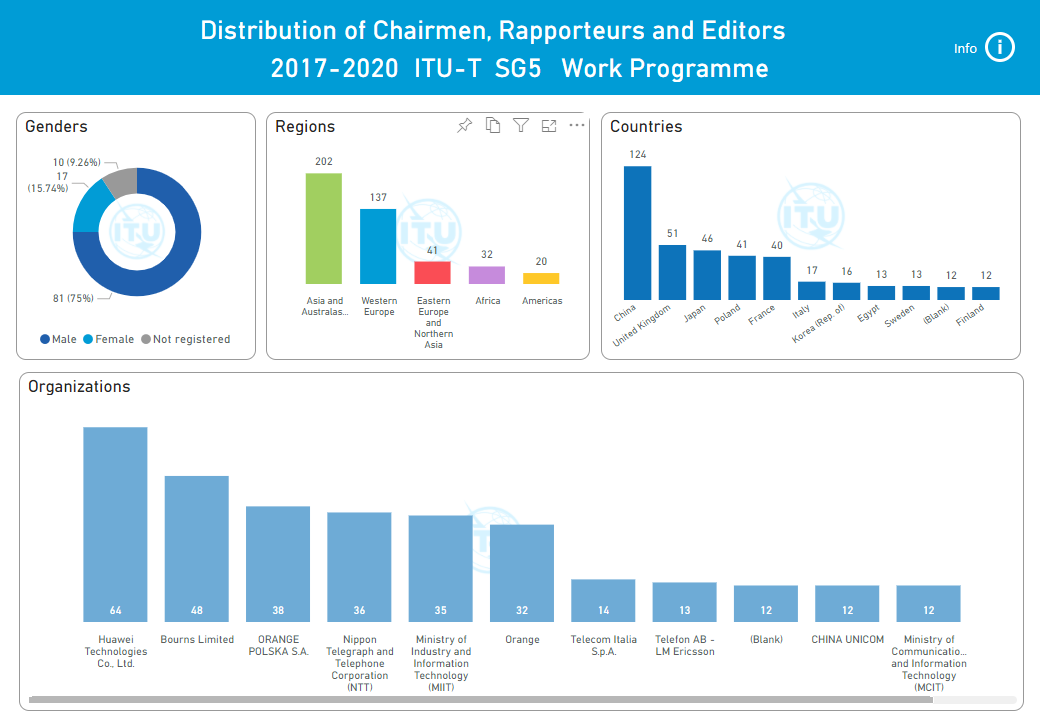 Distribution of Chairmen, Rapporteurs and Editors
2017-2020 ITU-T SG5 Work Programme
Info
i
Genders
10 (9.26%)
17
(15.74%)
81 (75%)
ITU
Male Female Not registered
Regions
202
137
41
32
20
ITU
Asia and
Australas...
Western
Europe
Eastern
Europe
and
Northern
Asia
Africa
Americas
Countries
124
51
46
41
40
17
16
13
13
12
12
ITU
China
United Kingdom
Japan
Poland
France
Italy
Korea (Rep. of)
Egypt
Sweden
(Blank)
Finland
Organizations
64
48
38
36
35
32
14
13
12
12
12
Huawei
Technologies
Co., Ltd.
Bourns Limited
ORANGE
POLSKA S.A.
Nippon
Telegraph and
Telephone
Corporation
(NTT)
Ministry of
Industry and
Information
Technology
(MIIT)
Orange
Telecom Italia
S.p.A.
Telefon AB -
LM Ericsson
(Blank)
CHINA UNICOM
Ministry of
Communicatio...
and Information
Technology
(MCIT)